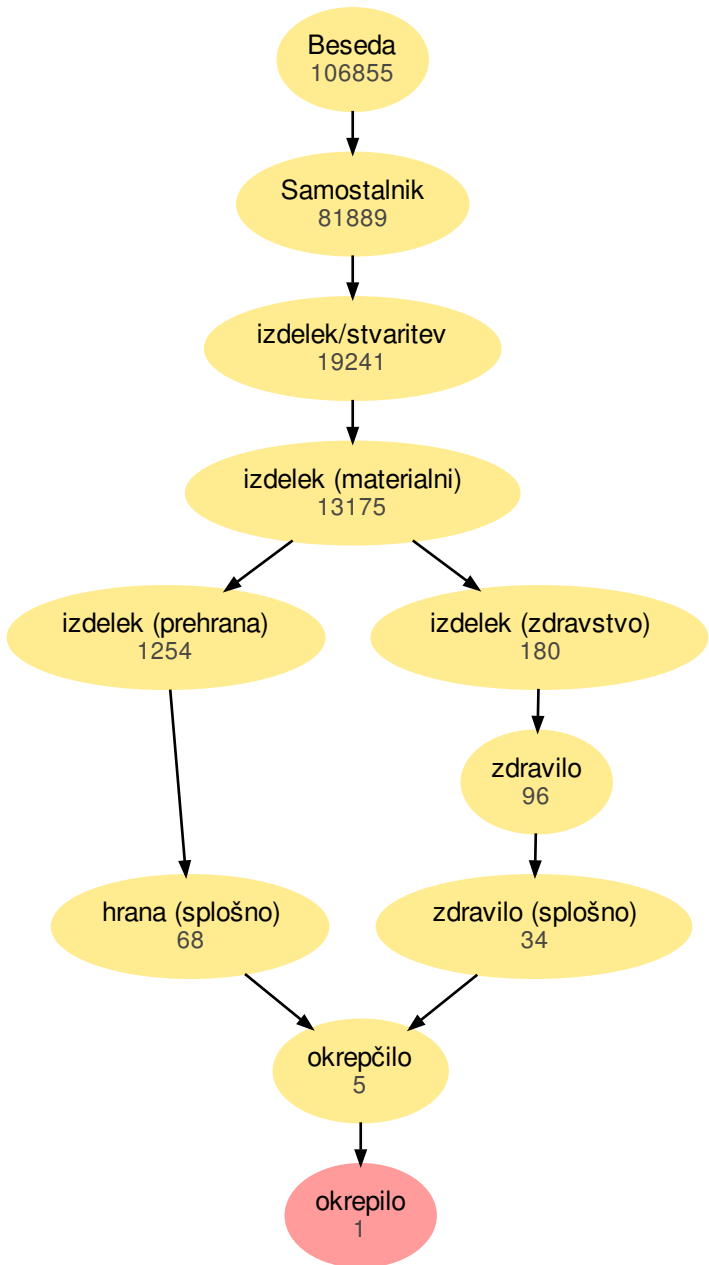 Beseda
106855
Samostalnik
81889
izdelek/stvaritev
19241
izdelek (materialni)
13175
izdelek (prehrana)
1254
izdelek (zdravstvo)
180
zdravilo
96
hrana (splošno)
68
zdravilo (splošno)
34
okrepčilo
5
okrepilo
1